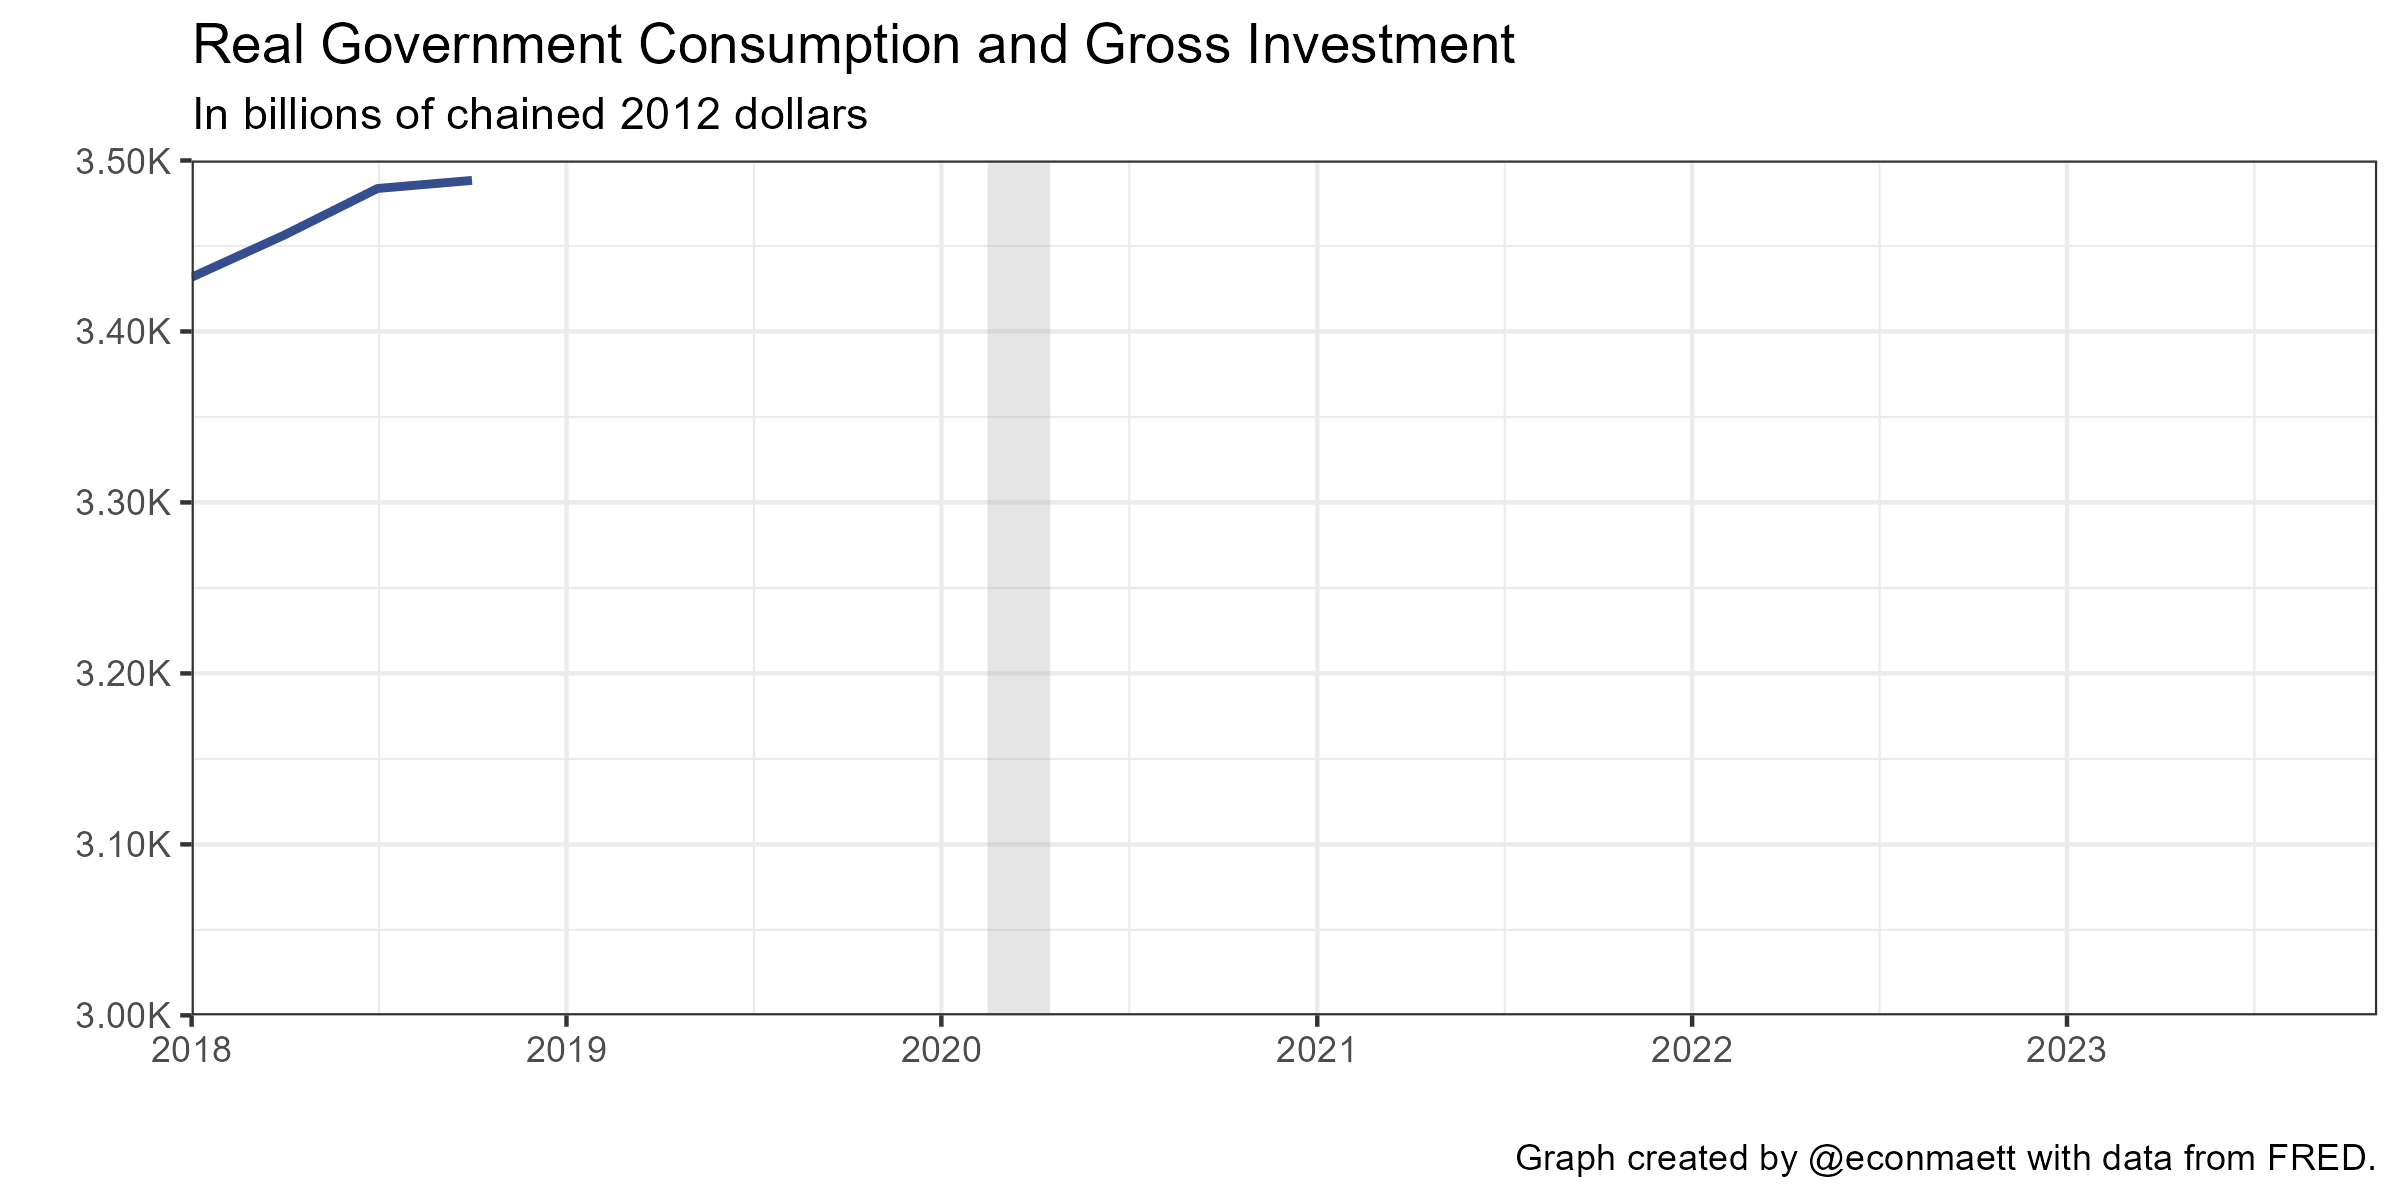 Real Government Consumption and Gross Investment
In billions of chained 2012 dollars
3.50K
3.40K
3.30K
3.20K
3.10K
3.00K
2018 2019 2020 2021 2022 2023
Graph created by @econmaett with data from FRED.